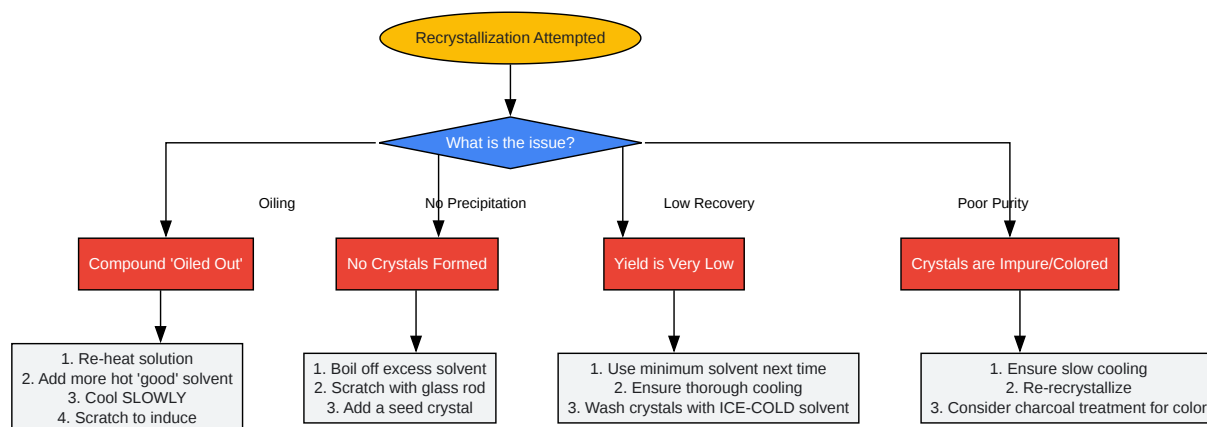 Recrystallization Attempted
What is the issue?
Oiling
No Precipitation
Low Recovery
Poor Purity
Compound 'Oiled Out'
No Crystals Formed
Yield is Very Low
Crystals are Impure/Colored
1. Re-heat solution
2. Add more hot 'good' solvent
3. Cool SLOWLY
4. Scratch to induce
1. Boil off excess solvent
2. Scratch with glass rod
3. Add a seed crystal
1. Use minimum solvent next time
2. Ensure thorough cooling
3. Wash crystals with ICE-COLD solvent
1. Ensure slow cooling
2. Re-recrystallize
3. Consider charcoal treatment for color